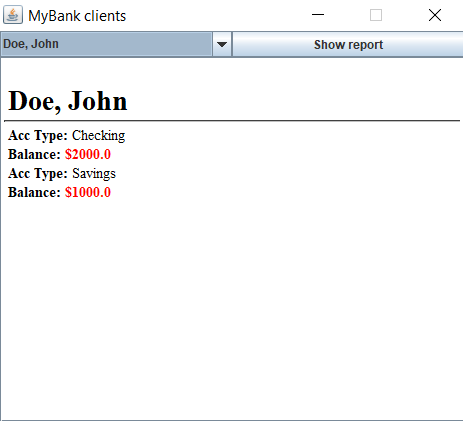 MyBank clients
Doe, John Show report
Doe, John
Acc Type: Checking
Balance: $2000.0
Acc Type: Savings
Balance: $1000.0